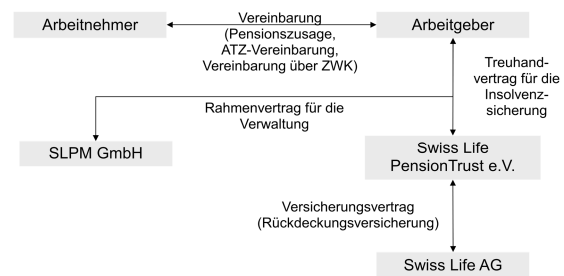 Arbeitnehmer
Vereinbarung
(Pensionszusage,
ATZ-Vereinbarung,
Vereinbarung über ZWK)
Arbeitgeber
Treuhand-
vertrag für die
Insolvenz-
sicherung
Rahmenvertrag für die
Verwaltung
SLPM GmbH
Swiss Life
PensionTrust e.V.
Versicherungsvertrag
(Rückdeckungsversicherung)
Swiss Life AG